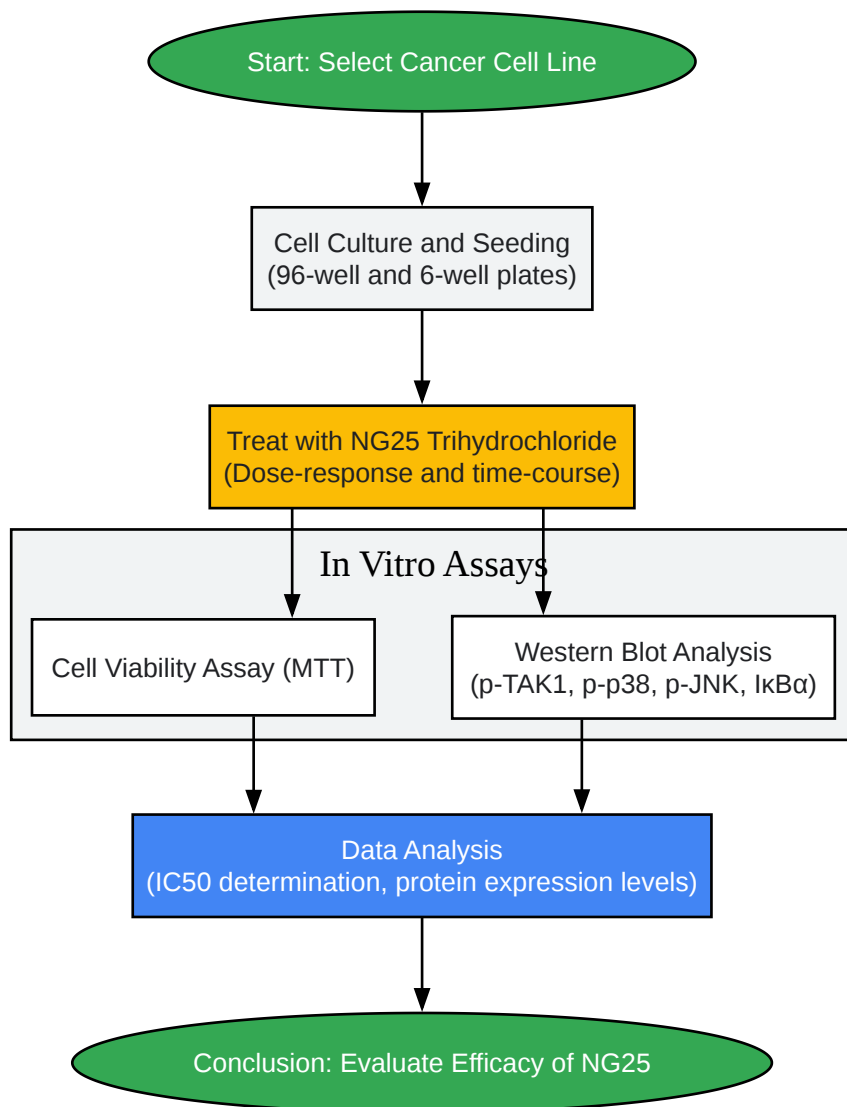 Start: Select Cancer Cell Line
Cell Culture and Seeding
(96-well and 6-well plates)
Treat with NG25 Trihydrochloride
(Dose-response and time-course)
In Vitro Assays
Cell Viability Assay (MTT)
Western Blot Analysis
(p-TAK1, p-p38, p-JNK, IκBα)
Data Analysis
(IC50 determination, protein expression levels)
Conclusion: Evaluate Efficacy of NG25